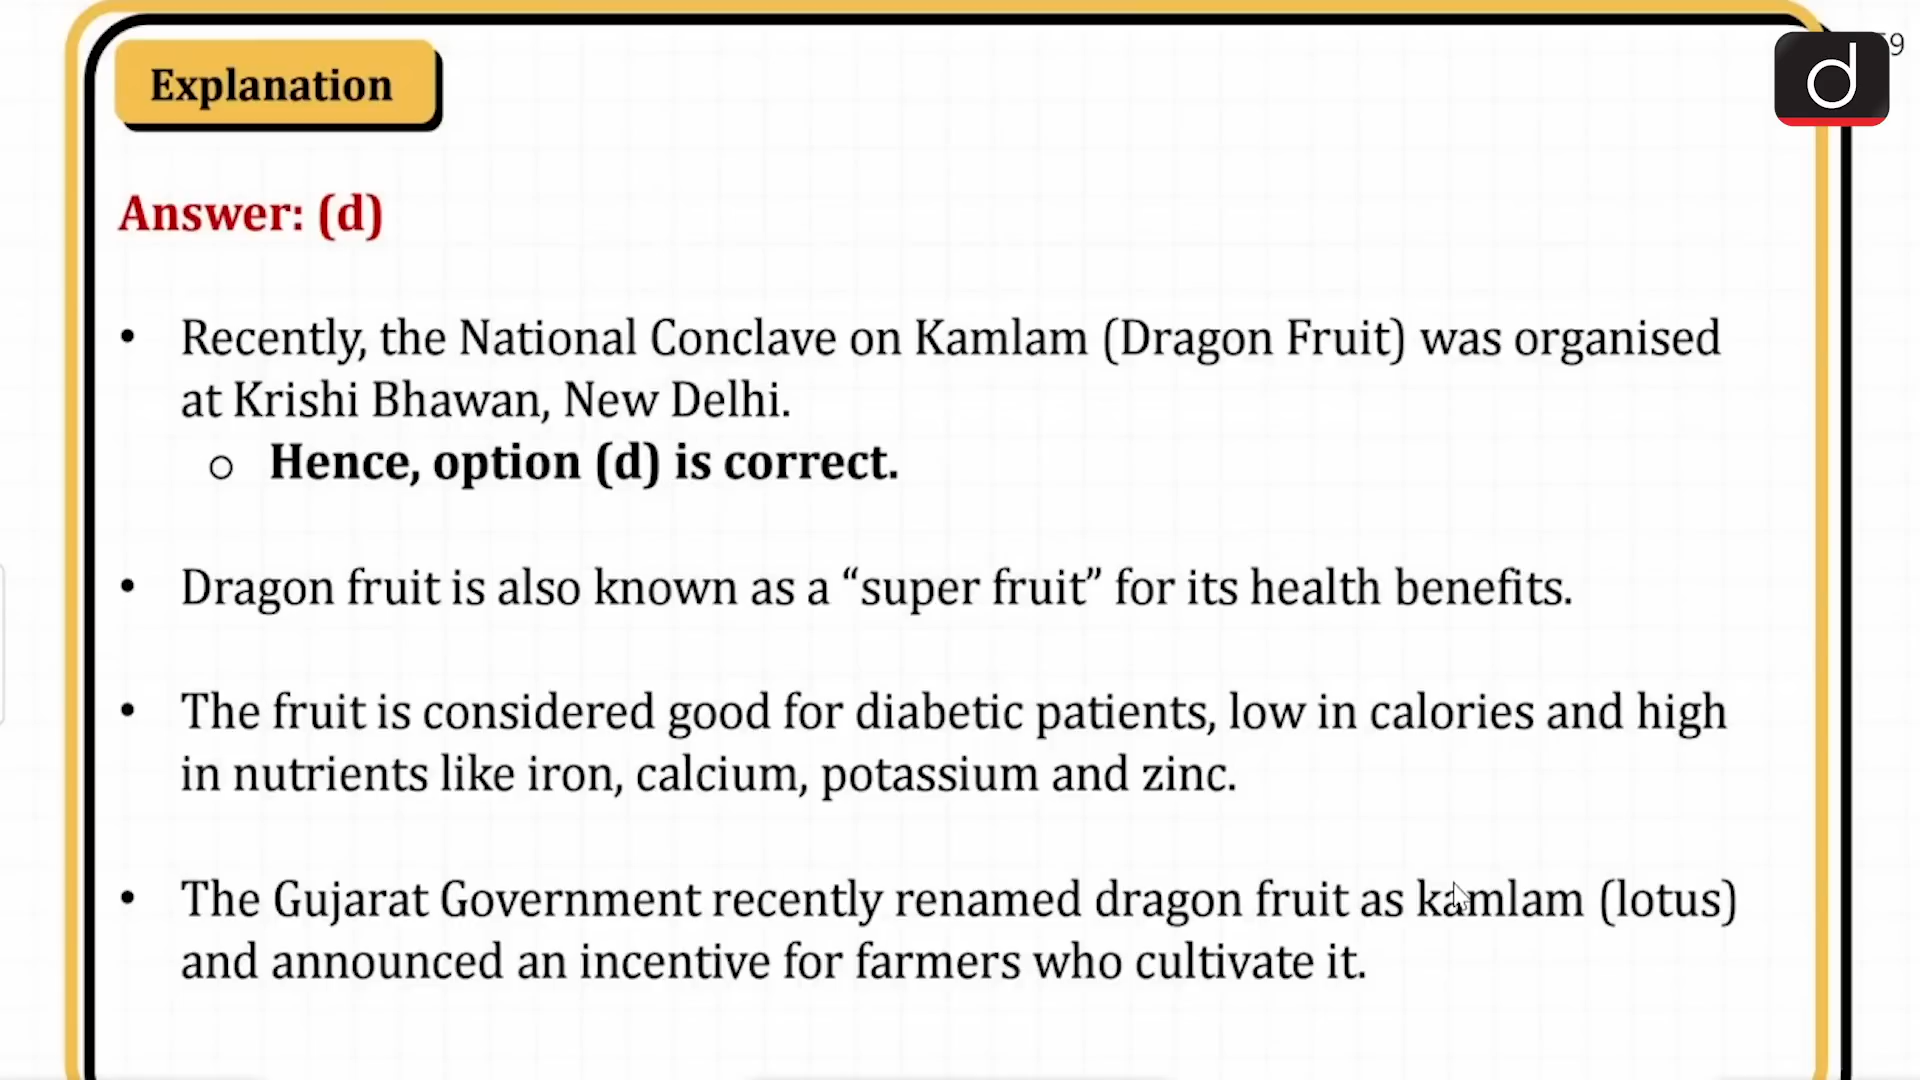 Explanation
Answer: (d)
• Recently, the National Conclave on Kamlam (Dragon Fruit) was organised
at Krishi Bhawan, New Delhi.
o Hence, option (d) is correct.
• Dragon fruit is also known as a “super fruit” for its health benefits.
• The fruit is considered good for diabetic patients, low in calories and high
in nutrients like iron, calcium, potassium and zinc.
• The Gujarat Government recently renamed dragon fruit as kamlam (lotus)
and announced an incentive for farmers who cultivate it.
d